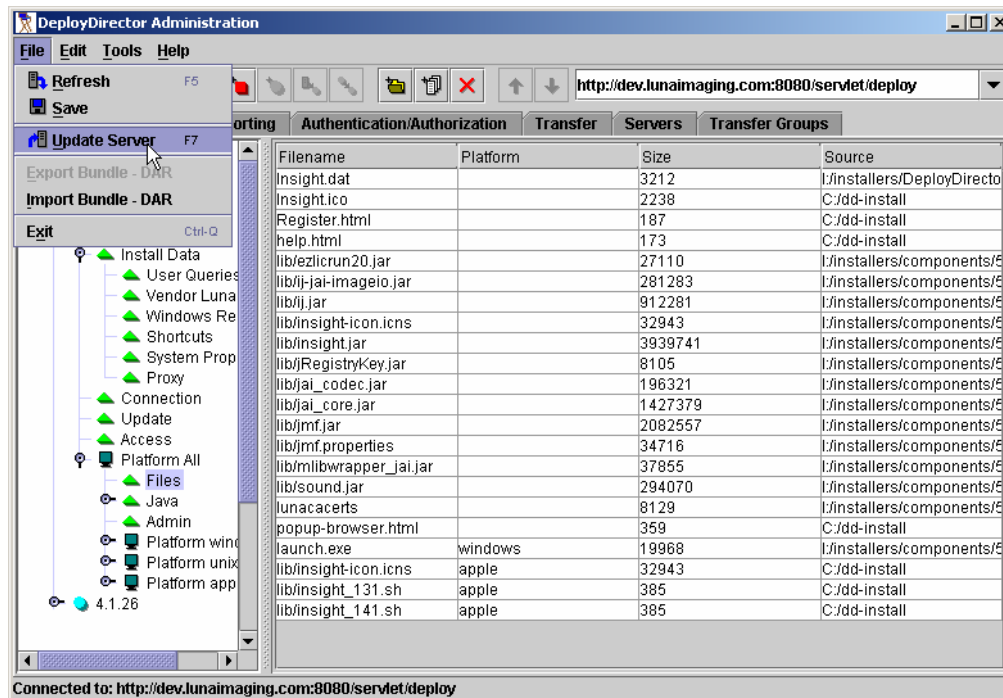 DeployDirector Administration
File Edit Tools Help
Refresh F5
Save
Update Server F7
Export Bundle - DAR
Import Bundle - DAR
Exit Ctrl-Q
http://dev.lunaimaging.com:8080/servlet/deploy
orting Authentication/Authorization Transfer Servers Transfer Groups
Install Data
User Queries
Vendor Luna
Windows Re
Shortcuts
System Prop
Proxy
Connection
Update
Access
Platform All
Files
Java
Admin
Platform wind
Platform unix
Platform app
4.1.26
Filename Platform Size Source
Insight.dat 3212 I:/installers/DeployDirecto
Insight.ico 2238 C:/dd-install
Register.html 187 C:/dd-install
help.html 173 C:/dd-install
lib/ezlicrun20.jar 27110 I:/installers/components/5
lib/ij-jai-imageio.jar 281283 I:/installers/components/5
lib/ij.jar 912281 I:/installers/components/5
lib/insight-icon.icns 32943 I:/installers/components/5
lib/insight.jar 3939741 I:/installers/components/5
lib/jRegistryKey.jar 8105 I:/installers/components/5
lib/jai_codec.jar 196321 I:/installers/components/5
lib/jai_core.jar 1427379 I:/installers/components/5
lib/jmf.jar 2082557 I:/installers/components/5
lib/jmf.properties 34716 I:/installers/components/5
lib/mlibwrapper_jai.jar 37855 I:/installers/components/5
lib/sound.jar 294070 I:/installers/components/5
lunacacerts 8129 I:/installers/components/5
popup-browser.html 359 C:/dd-install
launch.exe windows 19968 I:/installers/components/5
lib/insight-icon.icns apple 32943 C:/dd-install
lib/insight_131.sh apple 385 C:/dd-install
lib/insight_141.sh apple 385 C:/dd-install
Connected to: http://dev.lunaimaging.com:8080/servlet/deploy